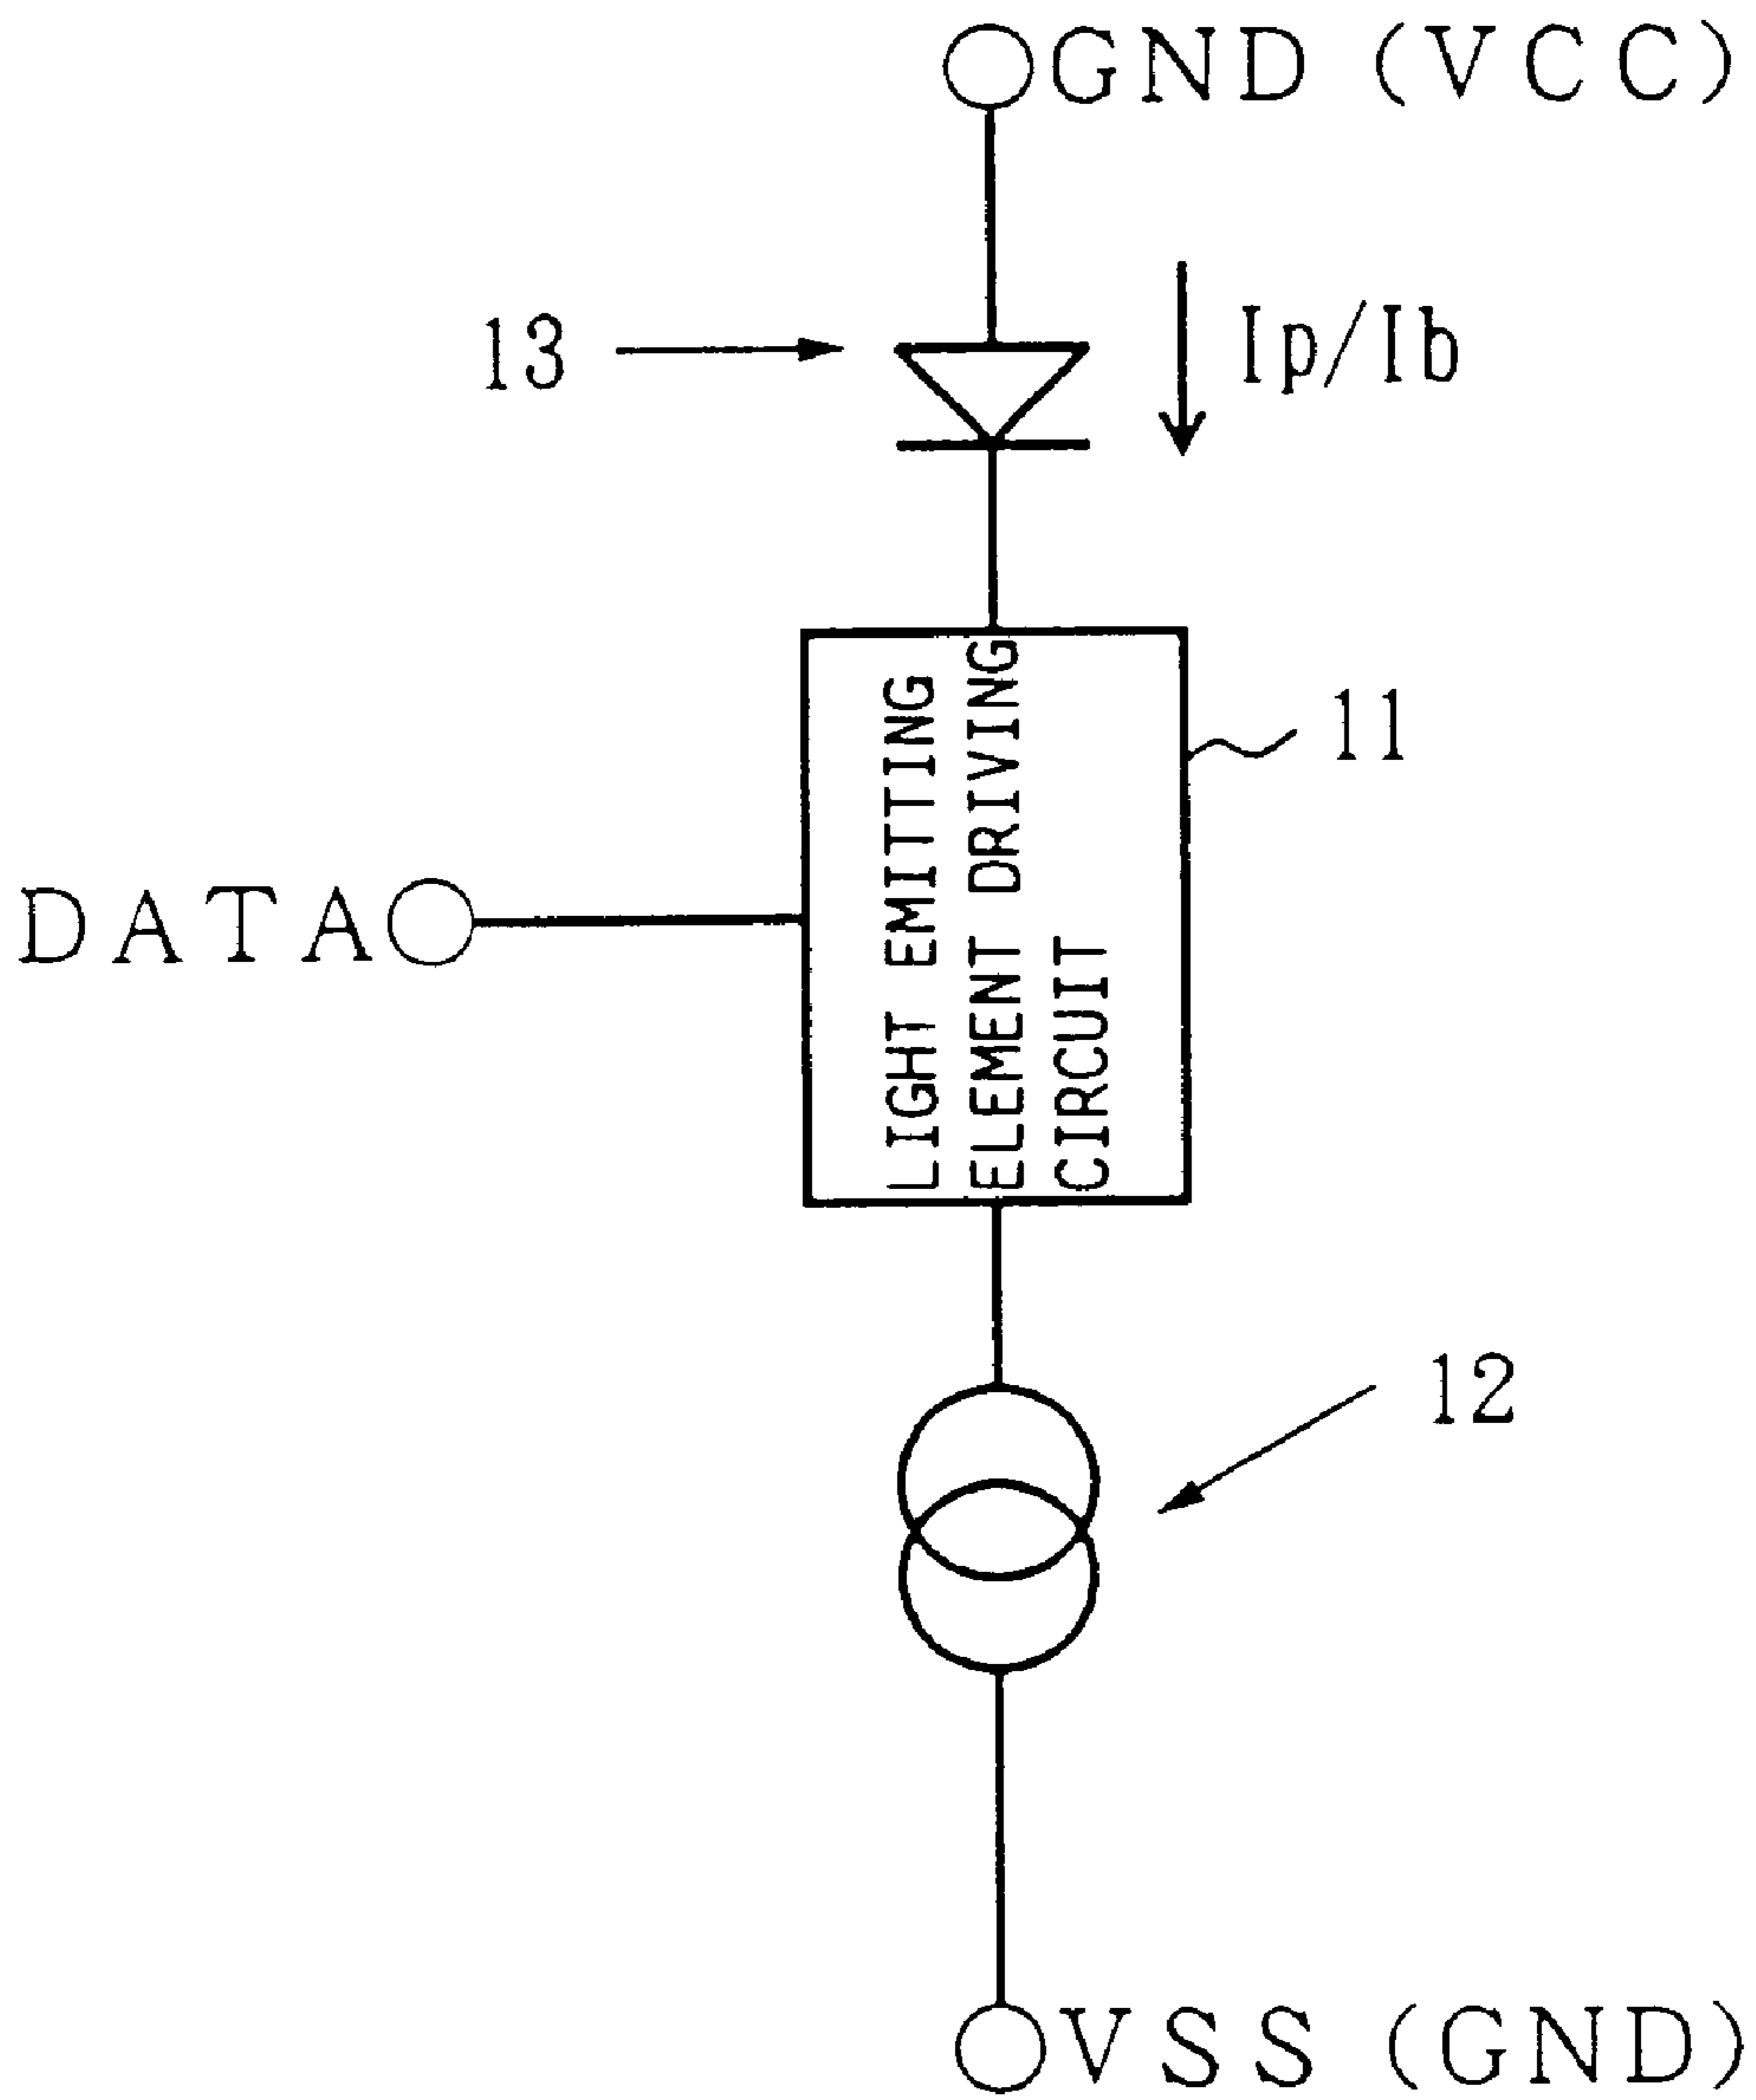 GND (VCC)
13
Ip/Ib
LIGHT EMITTING
ELEMENT DRIVING
CIRCUIT
11
DATA
12
VSS (GND)